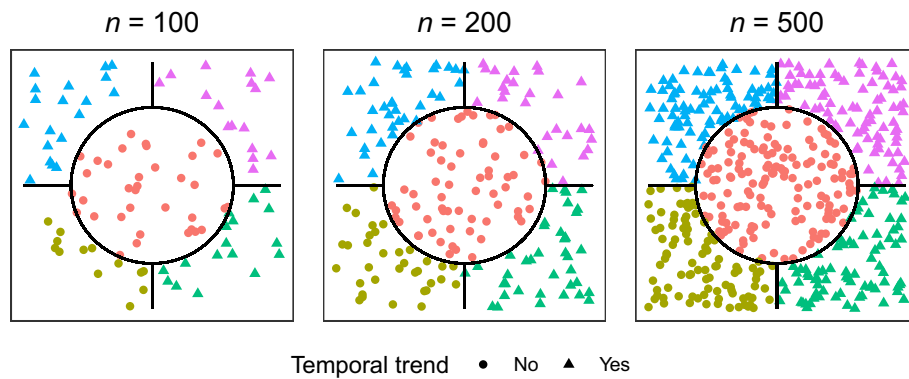 n = 100 n = 200 n = 500
Temporal trend No Yes